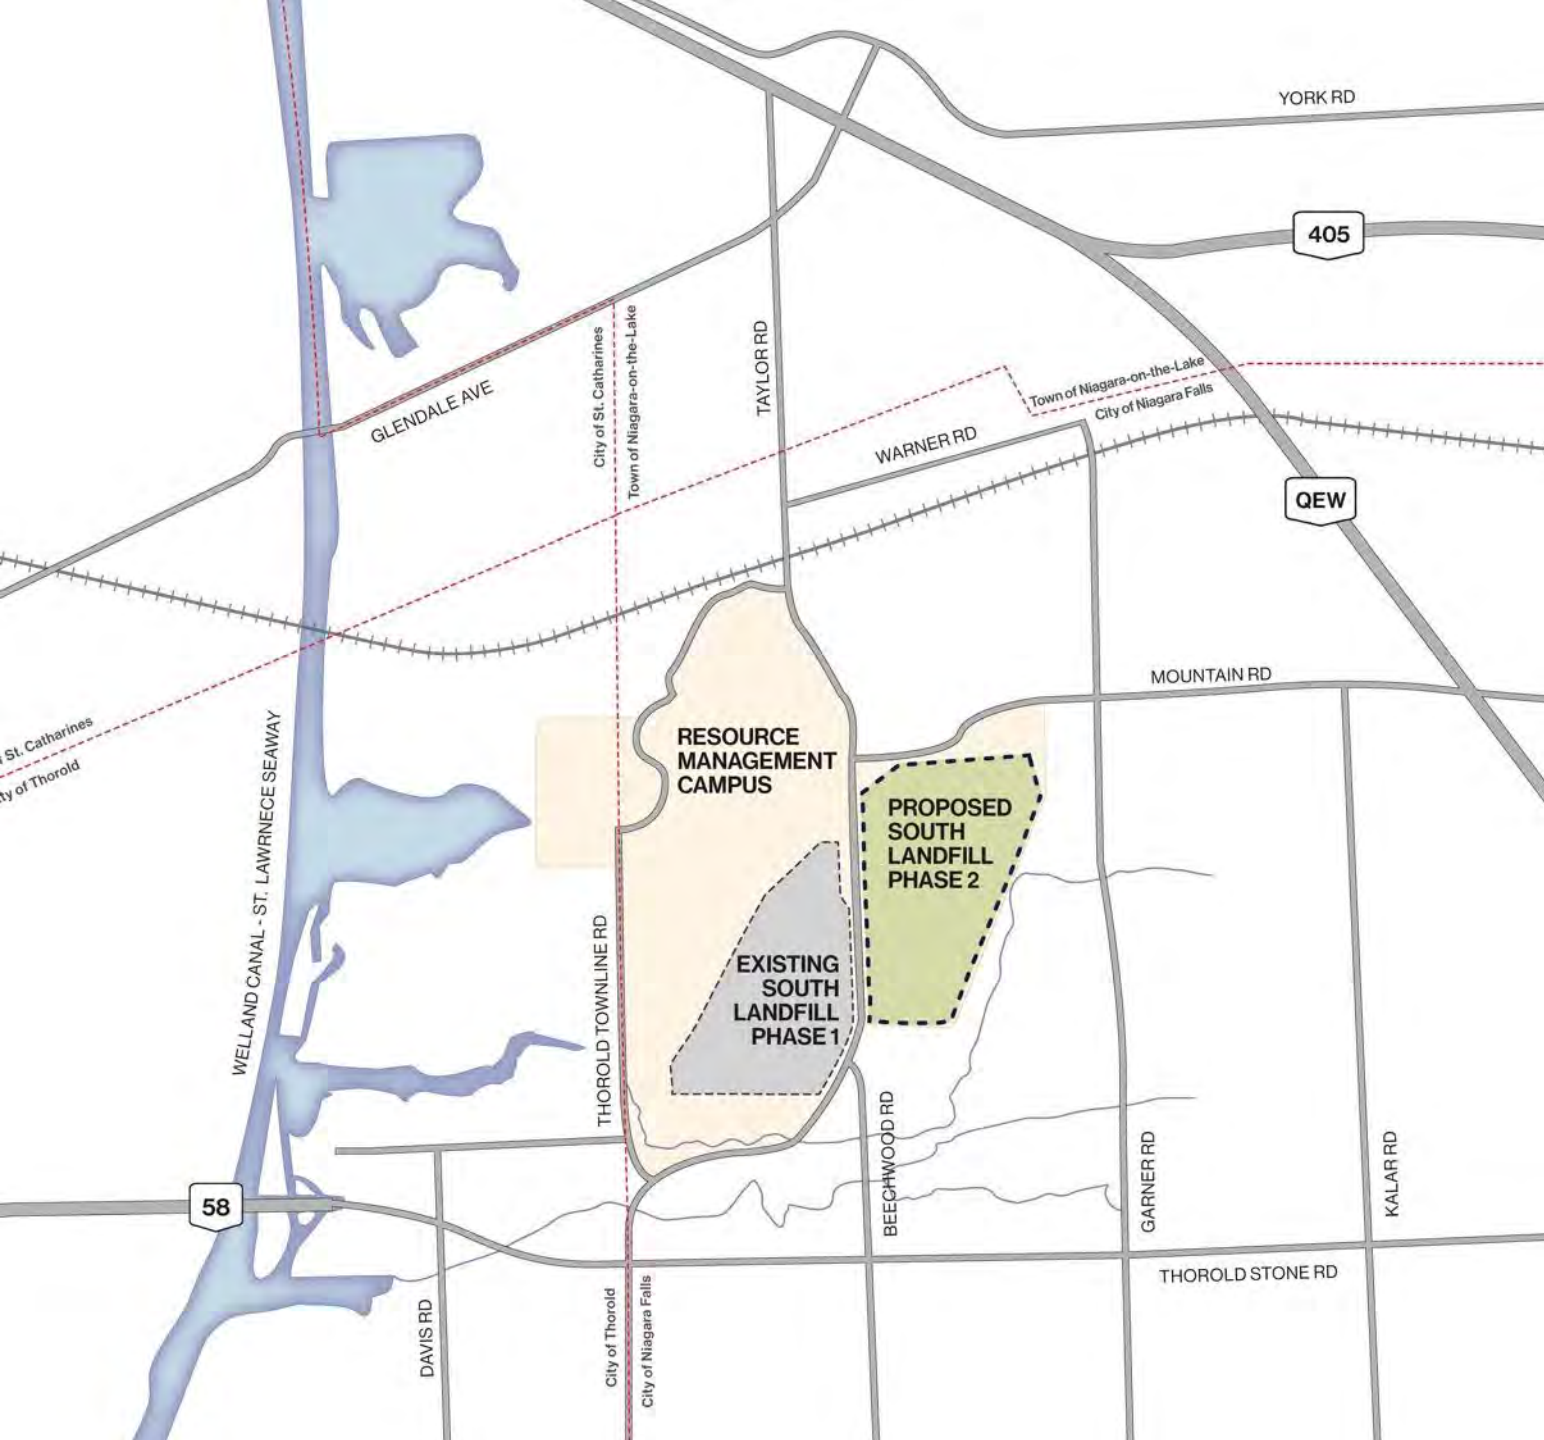 YORK RD
405
City of St. Catharines
Town of Niagara-on-the-Lake
TAYLOR RD
GLENDALE AVE
Town of Niagara-on-the-Lake
City of Niagara Falls
WARNER RD
QEW
MOUNTAIN RD
St. Catharines
of Thorold
WELLAND CANAL - ST. LAWRNECE SEAWAY
RESOURCE
MANAGEMENT
CAMPUS
PROPOSED
SOUTH
LANDFILL
PHASE 2
EXISTING
SOUTH
LANDFILL
PHASE 1
THOROLD TOWNLINE RD
BEECHWOOD RD
GARNER RD
KALAR RD
58
THOROLD STONE RD
DAVIS RD
City of Thorold
City of Niagara Falls